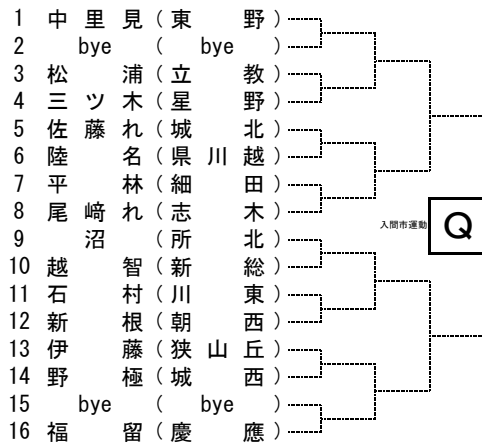 1 中里見(東野)
2 bye (bye)
3 松浦(立教)
4 三ツ木(星野)
5 佐藤れ(城北)
6 陸名(県川越)
7 平林(細田)
8 尾﨑れ(志木)
入間市運動 Q
9 沼(所北)
10 越智(新総)
11 石村(川東)
12 新根(朝西)
13 伊藤(狭山丘)
14 野極(城西)
15 bye (bye)
16 福留(慶應)